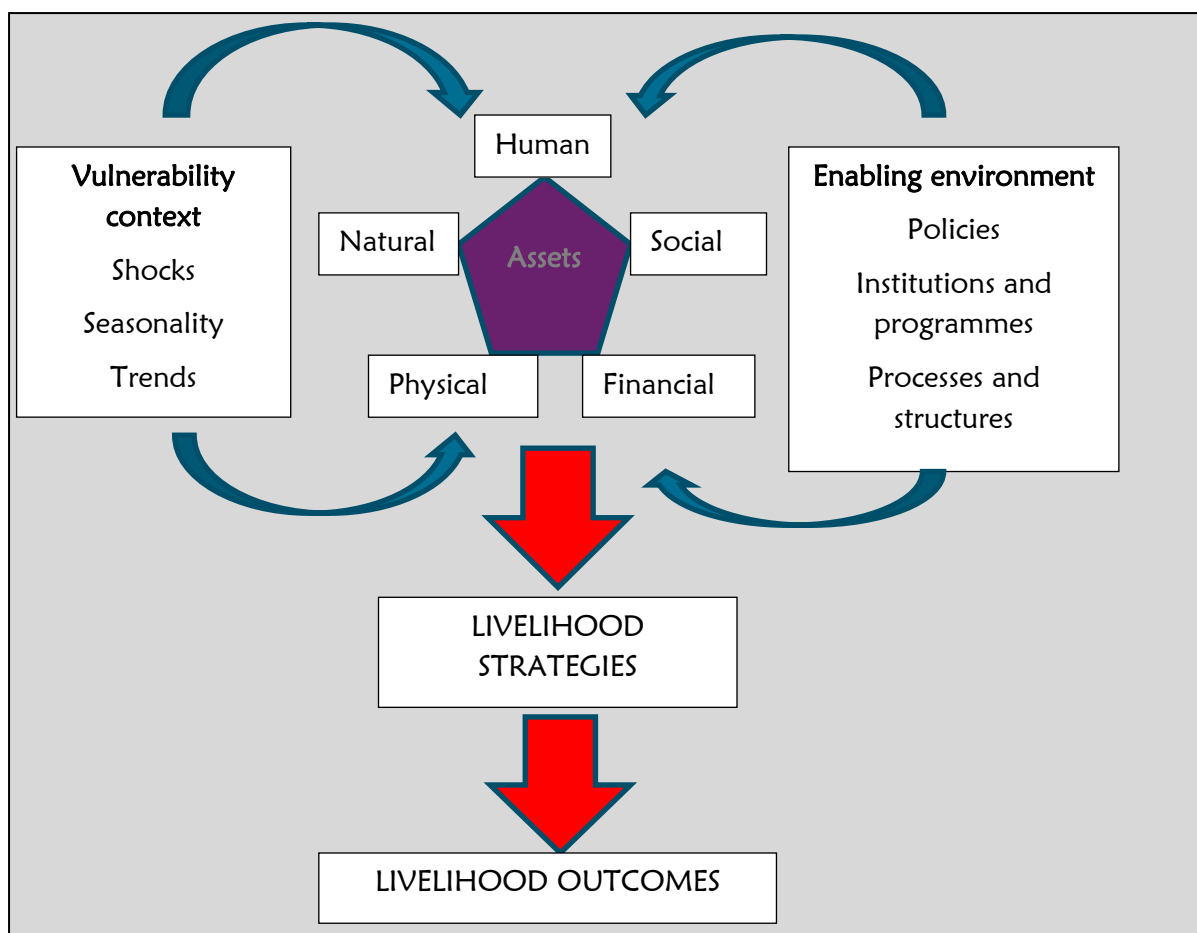 Vulnerability
context
Shocks
Seasonality
Trends
Human
Natural
Assets
Social
Physical
Financial
Enabling environment
Policies
Institutions and
programmes
Processes and
structures
LIVELIHOOD
STRATEGIES
LIVELIHOOD OUTCOMES